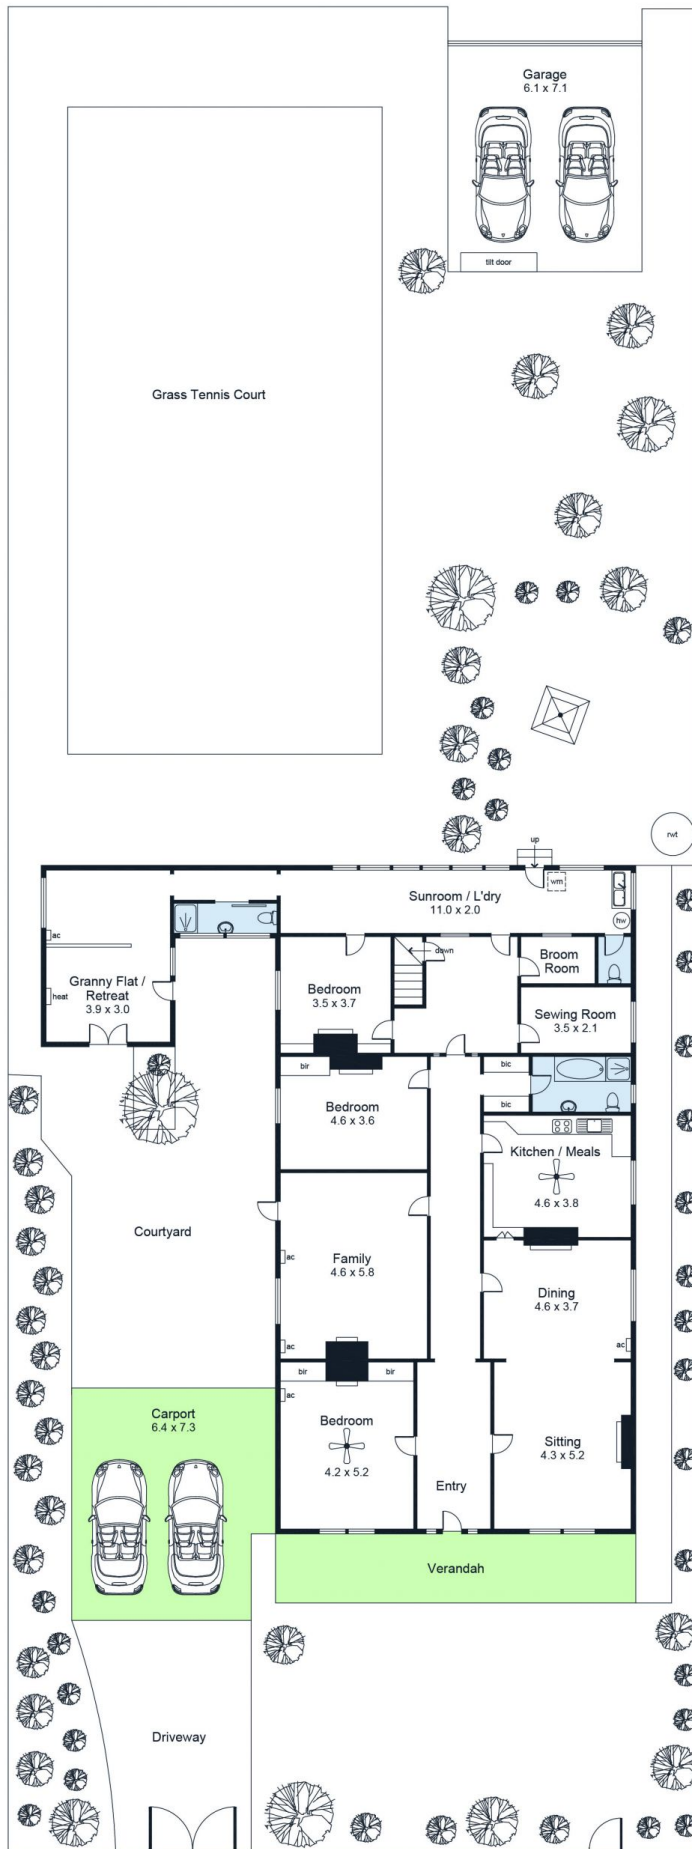 Garage
6.1 x 7.1
tilt door
Grass Tennis Court
rwt
up
Sunroom / L'dry
11.0 x 2.0
wm
hw
ac
heat
Granny Flat /
Retreat
3.9 x 3.0
down
Bedroom
3.5 x 3.7
Broom
Room
Sewing Room
3.5 x 2.1
bir
Bedroom
4.6 x 3.6
bic
bic
Kitchen / Meals
4.6 x 3.8
Courtyard
ac
Family
4.6 x 5.8
ac
Dining
4.6 x 3.7
ac
bir
bir
ac
Carport
6.4 x 7.3
Bedroom
4.2 x 5.2
Sitting
4.3 x 5.2
Entry
Verandah
Driveway